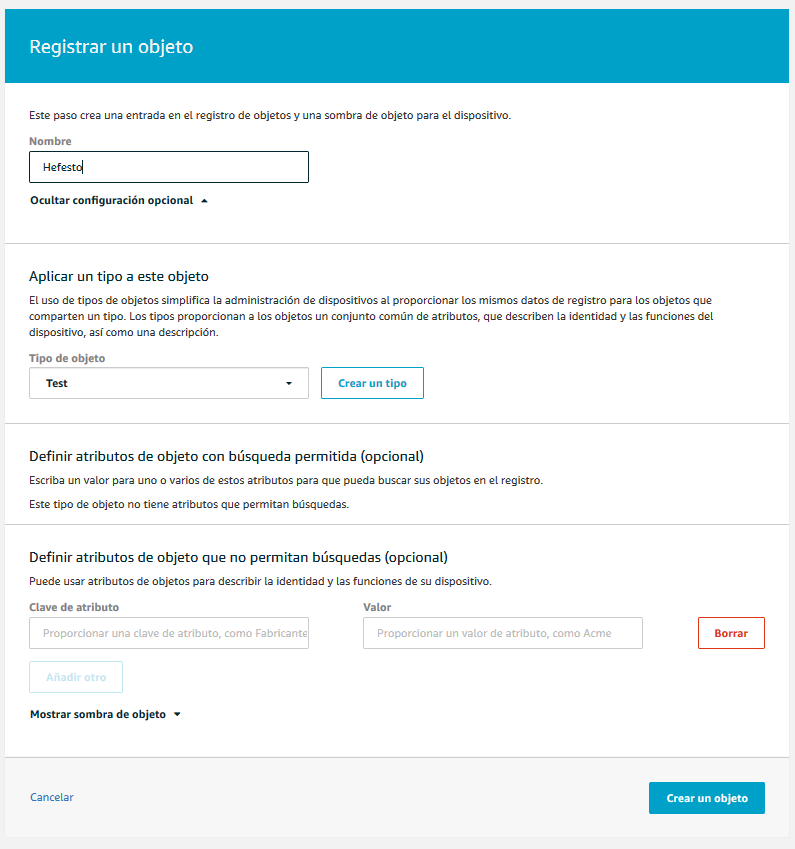 Registrar un objeto
Este paso crea una entrada en el registro de objetos y una sombra de objeto para el dispositivo.
Nombre
Hefesto
Ocultar configuración opcional
Aplicar un tipo a este objeto
El uso de tipos de objetos simplifica la administración de dispositivos al proporcionar los mismos datos de registro para los objetos que
comparten un tipo. Los tipos proporcionan a los objetos un conjunto común de atributos, que describen la identidad y las funciones del
dispositivo, así como una descripción.
Tipo de objeto
Test Crear un tipo
Definir atributos de objeto con búsqueda permitida (opcional)
Escriba un valor para uno o varios de estos atributos para que pueda buscar sus objetos en el registro.
Este tipo de objeto no tiene atributos que permitan búsquedas.
Definir atributos de objeto que no permitan búsquedas (opcional)
Puede usar atributos de objetos para describir la identidad y las funciones de su dispositivo.
Clave de atributo Valor
Proporcionar una clave de atributo, como Fabricante Proporcionar un valor de atributo, como Acme Borrar
Añadir otro
Mostrar sombra de objeto
Cancelar Crear un objeto